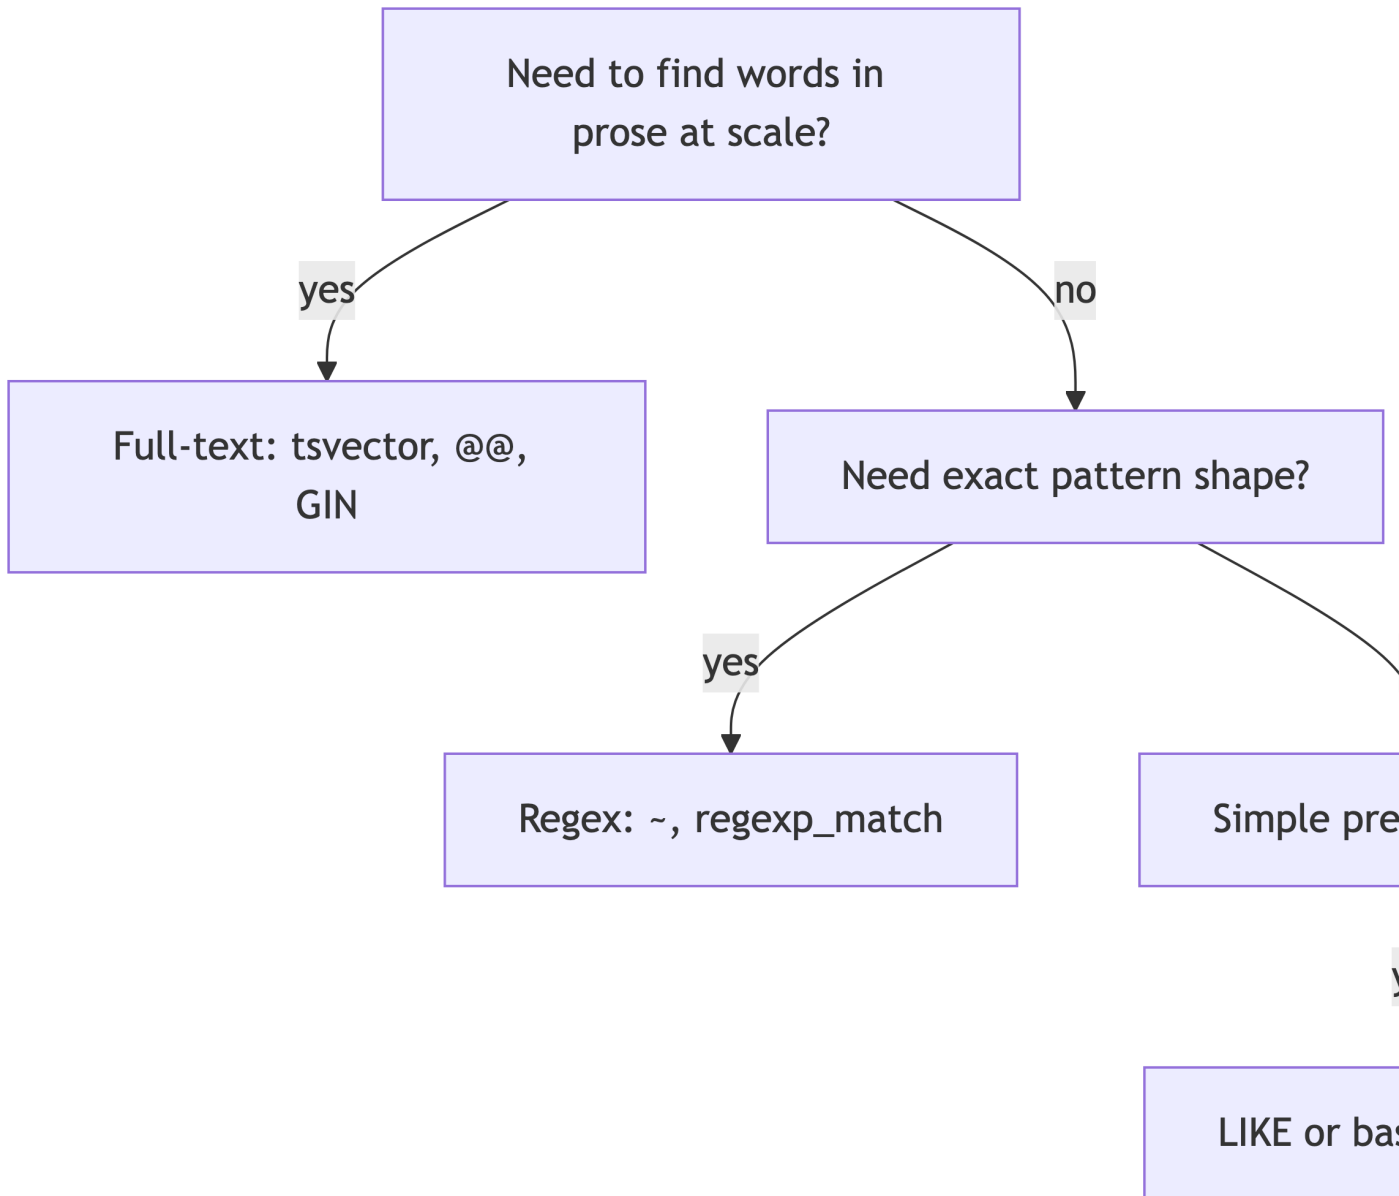 Need to find words in
prose at scale?
yes
no
Full-text: tsvector, @@,
GIN
Need exact pattern shape?
yes
Regex: ~, regexp_match
Simple
LIKE or